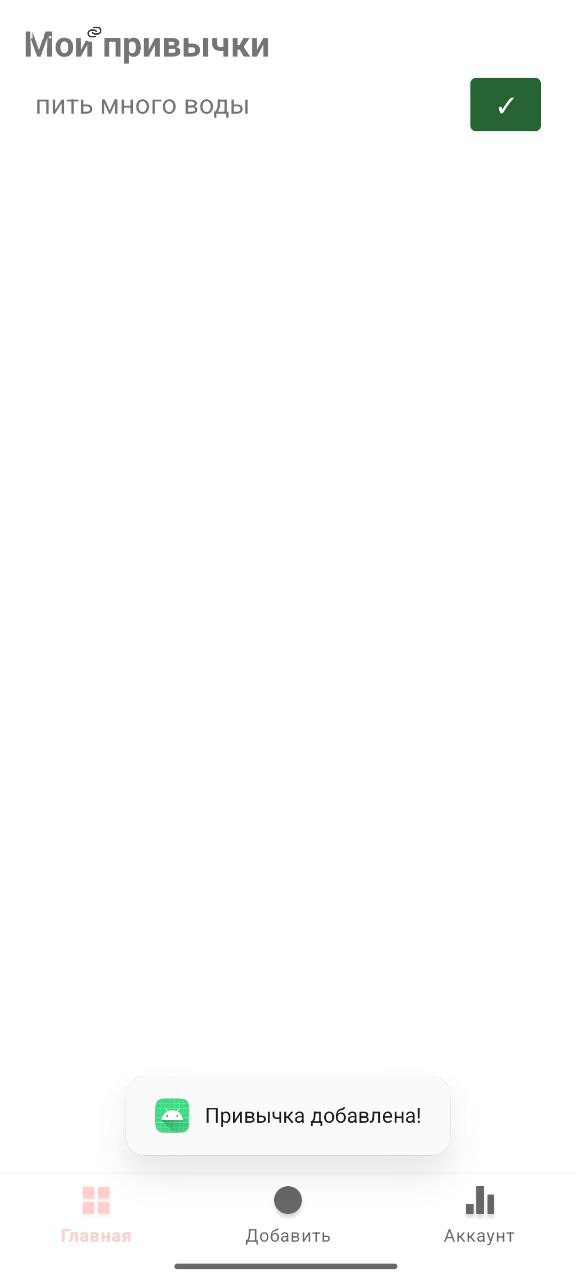 Мои привычки
пить много воды
✓
Привычка добавлена!
Главная
Добавить
Аккаунт